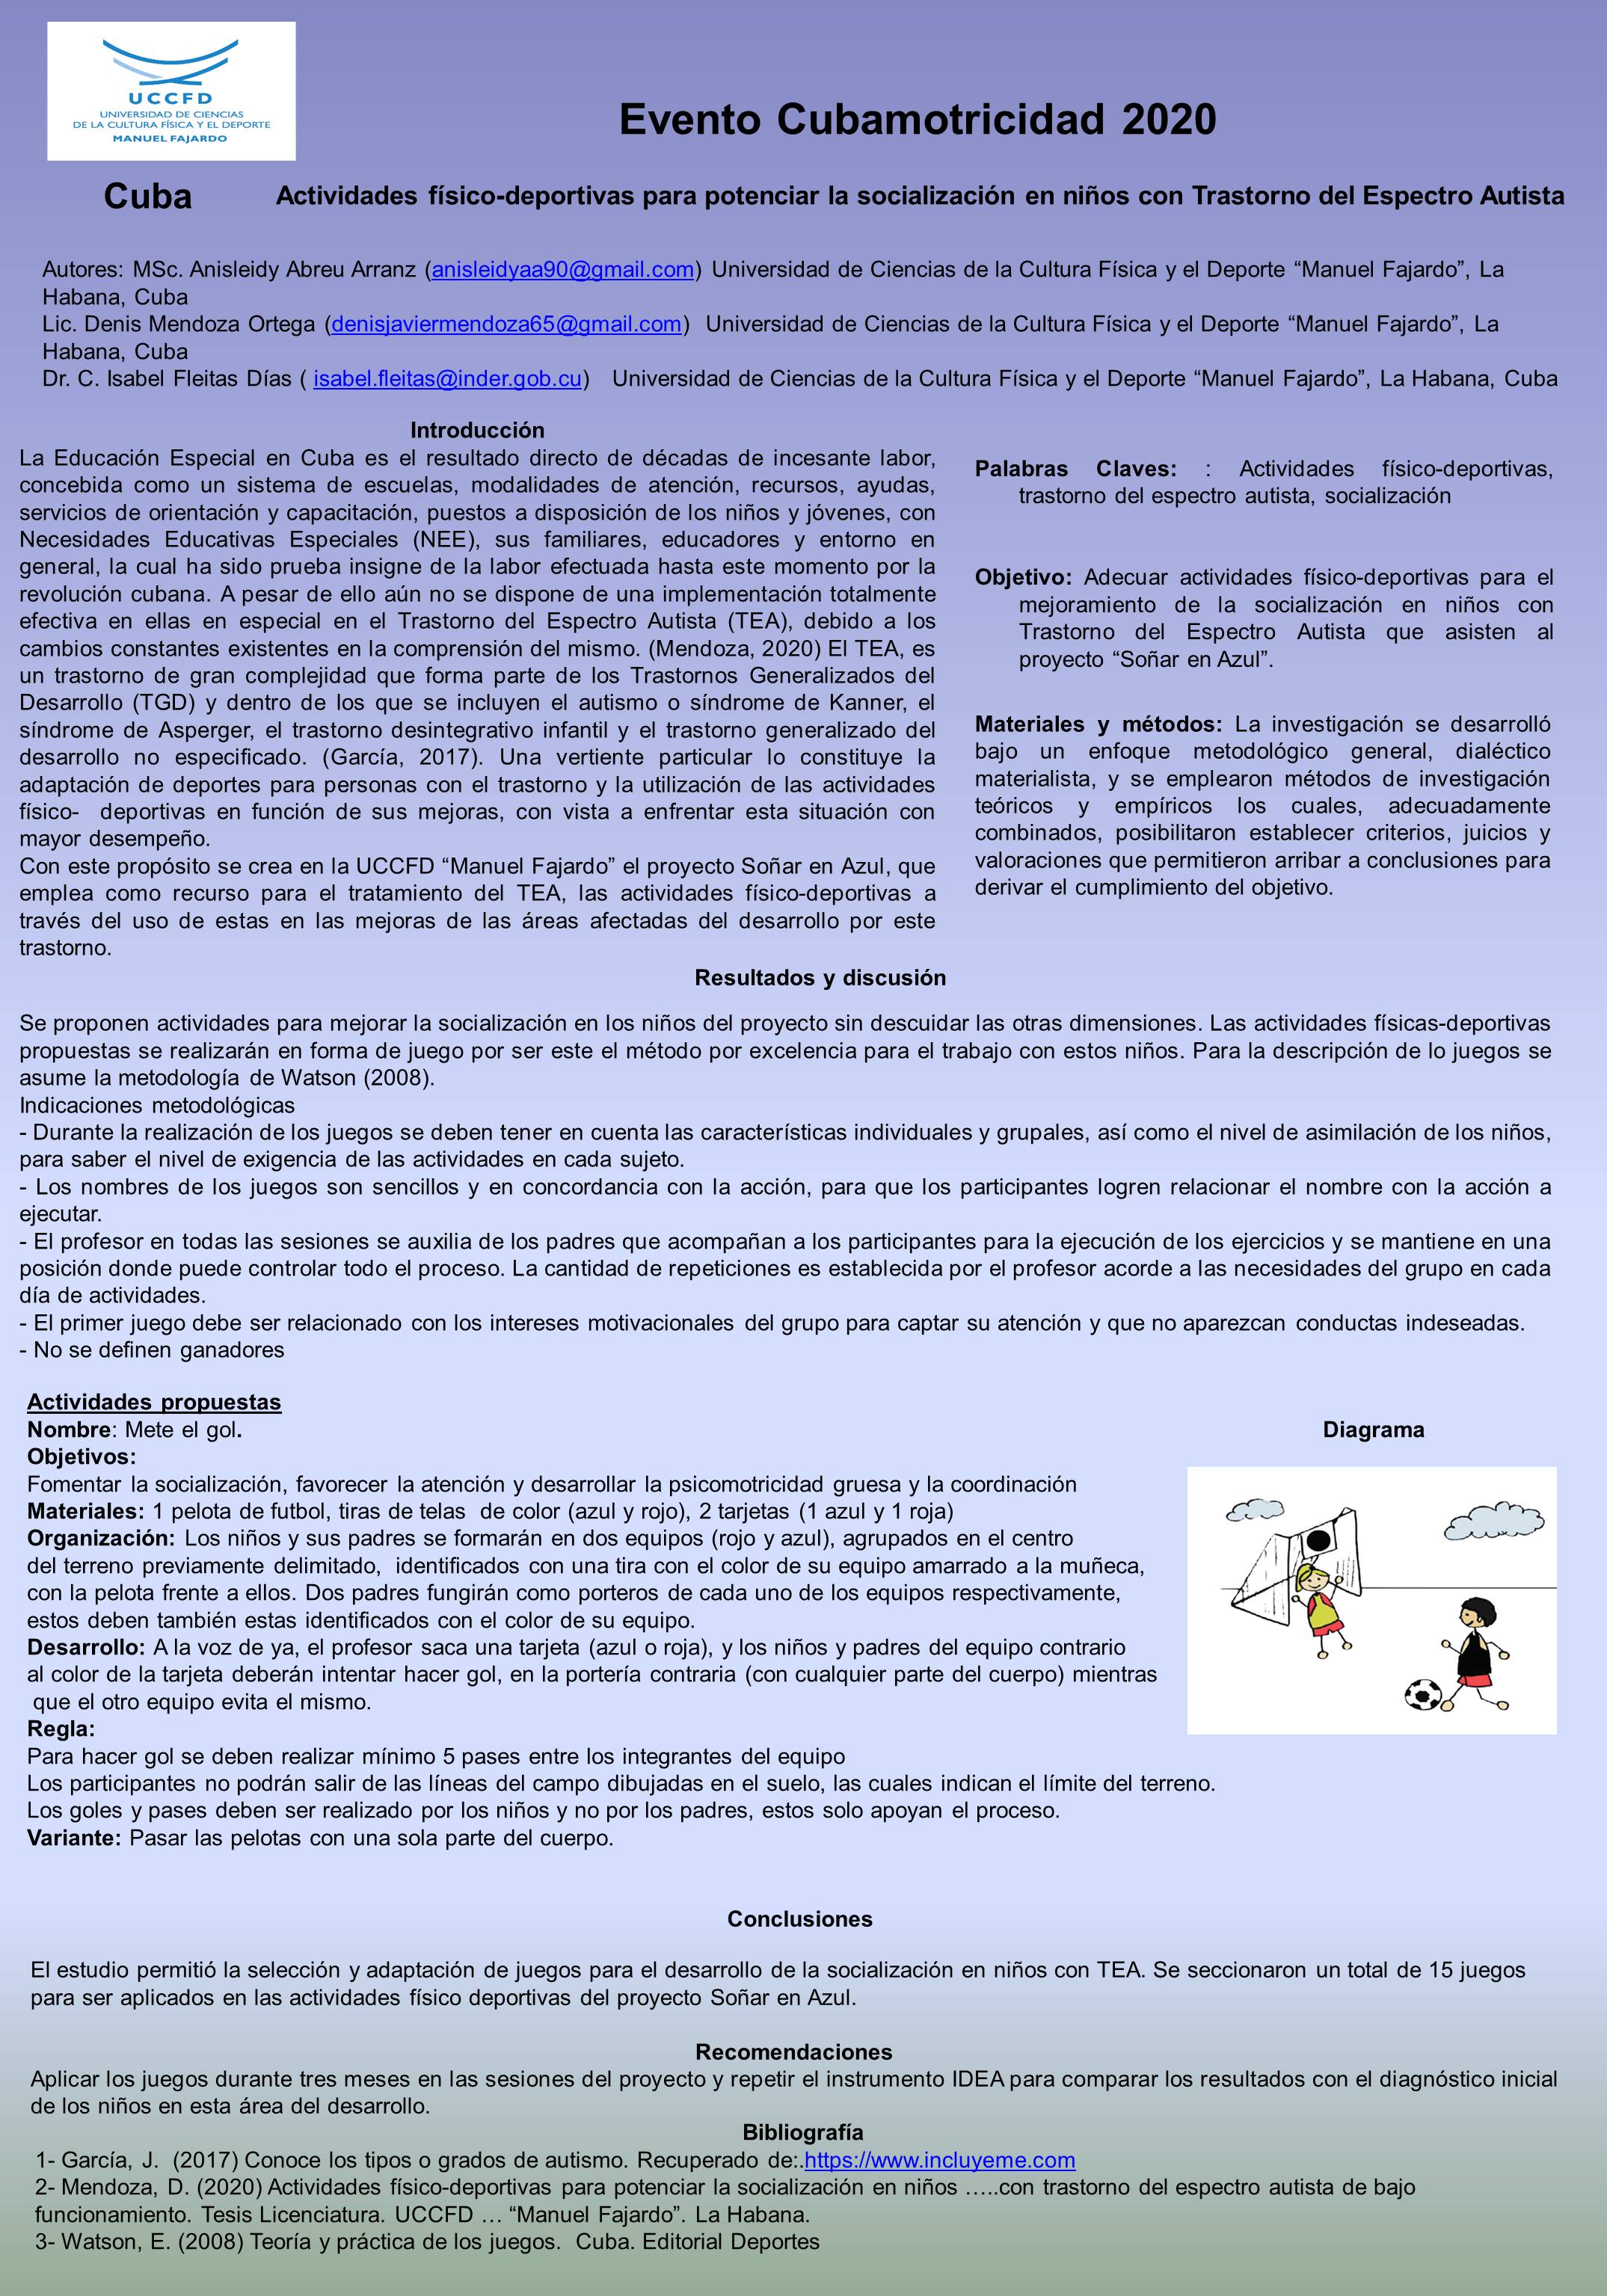 UCCFD
UNIVERSIDAD DE CIENCIAS
DE LA CULTURA FÍSICA Y EL DEPORTE
MANUEL FAJARDO
Evento Cubamotricidad 2020
Cuba
Actividades físico-deportivas para potenciar la socialización en niños con Trastorno del Espectro Autista
Autores: MSc. Anisleidy Abreu Arranz (anisleidyaa90@gmail.com) Universidad de Ciencias de la Cultura Física y el Deporte “Manuel Fajardo”, La
Habana, Cuba
Lic. Denis Mendoza Ortega (denisjaviermendoza65@gmail.com) Universidad de Ciencias de la Cultura Física y el Deporte “Manuel Fajardo”, La
Habana, Cuba
Dr. C. Isabel Fleitas Días ( isabel.fleitas@inder.gob.cu) Universidad de Ciencias de la Cultura Física y el Deporte “Manuel Fajardo”, La Habana, Cuba
Introducción
La Educación Especial en Cuba es el resultado directo de décadas de incesante labor,
concebida como un sistema de escuelas, modalidades de atención, recursos, ayudas,
servicios de orientación y capacitación, puestos a disposición de los niños y jóvenes, con
Necesidades Educativas Especiales (NEE), sus familiares, educadores y entorno en
general, la cual ha sido prueba insigne de la labor efectuada hasta este momento por la
revolución cubana. A pesar de ello aún no se dispone de una implementación totalmente
efectiva en ellas en especial en el Trastorno del Espectro Autista (TEA), debido a los
cambios constantes existentes en la comprensión del mismo. (Mendoza, 2020) El TEA, es
un trastorno de gran complejidad que forma parte de los Trastornos Generalizados del
Desarrollo (TGD) y dentro de los que se incluyen el autismo o síndrome de Kanner, el
síndrome de Asperger, el trastorno desintegrativo infantil y el trastorno generalizado del
desarrollo no especificado. (García, 2017). Una vertiente particular lo constituye la
adaptación de deportes para personas con el trastorno y la utilización de las actividades
físico- deportivas en función de sus mejoras, con vista a enfrentar esta situación con
mayor desempeño.
Con este propósito se crea en la UCCFD “Manuel Fajardo” el proyecto Soñar en Azul, que
emplea como recurso para el tratamiento del TEA, las actividades físico-deportivas a
través del uso de estas en las mejoras de las áreas afectadas del desarrollo por este
trastorno.
Palabras Claves: : Actividades físico-deportivas,
trastorno del espectro autista, socialización
Objetivo: Adecuar actividades físico-deportivas para el
mejoramiento de la socialización en niños con
Trastorno del Espectro Autista que asisten al
proyecto “Soñar en Azul”.
Materiales y métodos: La investigación se desarrolló
bajo un enfoque metodológico general, dialéctico
materialista, y se emplearon métodos de investigación
teóricos y empíricos los cuales, adecuadamente
combinados, posibilitaron establecer criterios, juicios y
valoraciones que permitieron arribar a conclusiones para
derivar el cumplimiento del objetivo.
Resultados y discusión
Se proponen actividades para mejorar la socialización en los niños del proyecto sin descuidar las otras dimensiones. Las actividades físicas-deportivas
propuestas se realizarán en forma de juego por ser este el método por excelencia para el trabajo con estos niños. Para la descripción de lo juegos se
asume la metodología de Watson (2008).
Indicaciones metodológicas
- Durante la realización de los juegos se deben tener en cuenta las características individuales y grupales, así como el nivel de asimilación de los niños,
para saber el nivel de exigencia de las actividades en cada sujeto.
- Los nombres de los juegos son sencillos y en concordancia con la acción, para que los participantes logren relacionar el nombre con la acción a
ejecutar.
- El profesor en todas las sesiones se auxilia de los padres que acompañan a los participantes para la ejecución de los ejercicios y se mantiene en una
posición donde puede controlar todo el proceso. La cantidad de repeticiones es establecida por el profesor acorde a las necesidades del grupo en cada
día de actividades.
- El primer juego debe ser relacionado con los intereses motivacionales del grupo para captar su atención y que no aparezcan conductas indeseadas.
- No se definen ganadores
Actividades propuestas
Nombre: Mete el gol.
Objetivos:
Fomentar la socialización, favorecer la atención y desarrollar la psicomotricidad gruesa y la coordinación
Materiales: 1 pelota de futbol, tiras de telas de color (azul y rojo), 2 tarjetas (1 azul y 1 roja)
Organización: Los niños y sus padres se formarán en dos equipos (rojo y azul), agrupados en el centro
del terreno previamente delimitado, identificados con una tira con el color de su equipo amarrado a la muñeca,
con la pelota frente a ellos. Dos padres fungirán como porteros de cada uno de los equipos respectivamente,
estos deben también estas identificados con el color de su equipo.
Desarrollo: A la voz de ya, el profesor saca una tarjeta (azul o roja), y los niños y padres del equipo contrario
al color de la tarjeta deberán intentar hacer gol, en la portería contraria (con cualquier parte del cuerpo) mientras
que el otro equipo evita el mismo.
Regla:
Para hacer gol se deben realizar mínimo 5 pases entre los integrantes del equipo
Los participantes no podrán salir de las líneas del campo dibujadas en el suelo, las cuales indican el límite del terreno.
Los goles y pases deben ser realizado por los niños y no por los padres, estos solo apoyan el proceso.
Variante: Pasar las pelotas con una sola parte del cuerpo.
Diagrama
Conclusiones
El estudio permitió la selección y adaptación de juegos para el desarrollo de la socialización en niños con TEA. Se seccionaron un total de 15 juegos
para ser aplicados en las actividades físico deportivas del proyecto Soñar en Azul.
Recomendaciones
Aplicar los juegos durante tres meses en las sesiones del proyecto y repetir el instrumento IDEA para comparar los resultados con el diagnóstico inicial
de los niños en esta área del desarrollo.
Bibliografía
1- García, J. (2017) Conoce los tipos o grados de autismo. Recuperado de:.https://www.incluyeme.com
2- Mendoza, D. (2020) Actividades físico-deportivas para potenciar la socialización en niños …..con trastorno del espectro autista de bajo
funcionamiento. Tesis Licenciatura. UCCFD … “Manuel Fajardo”. La Habana.
3- Watson, E. (2008) Teoría y práctica de los juegos. Cuba. Editorial Deportes